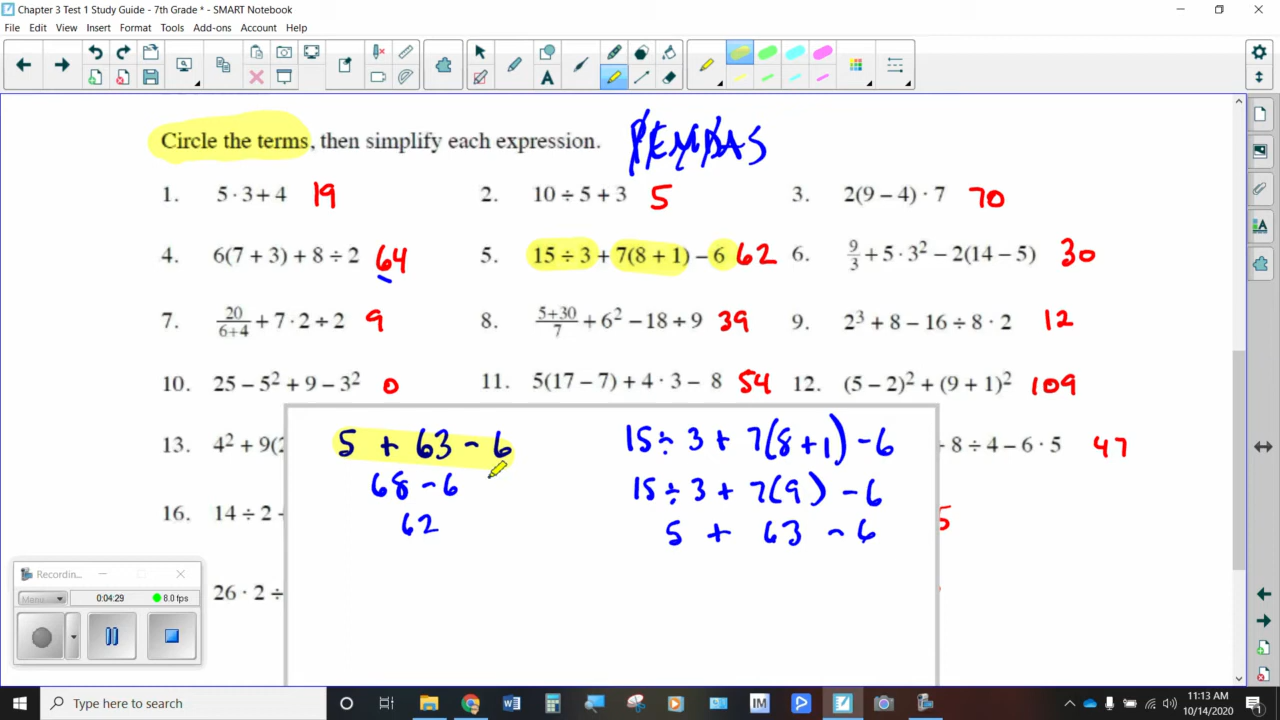 Chapter 3 Test 1 Study Guide - 7th Grade * - SMART Notebook
File Edit View Insert Format Tools Add-ons Help
Circle the terms, then simplify each expression. PEMDAS
1. 5 · 3 + 4 19
2. 10 ÷ 5 + 3 5
3. 2(9 – 4) · 7 70
4. 6(7 + 3) + 8 ÷ 2 64
5. 15 ÷ 3 + 7(8 + 1) – 6 62
6. 9/3 + 5 · 3² – 2(14 – 5) 30
7. 20/(6+4) + 7 · 2 ÷ 2 9
8. (5+30)/7 + 6² – 18 ÷ 9 39
9. 2³ + 8 – 16 ÷ 8 · 2 12
10. 25 – 5² + 9 – 3² 0
11. 5(17 – 7) + 4 · 3 – 8 54
12. (5 – 2)² + (9 + 1)² 109
13. 4² + 9(2
– 8 ÷ 4 – 6 · 5 47
16. 14 ÷ 2
5
26 · 2 ÷
5 + 63 - 6
68 - 6
62
15 ÷ 3 + 7(8 + 1) - 6
15 ÷ 3 + 7(9) - 6
5 + 63 - 6
Recordin...
0:04:29 8.0 fps
Type here to search
IM
11:13 AM
10/14/2020